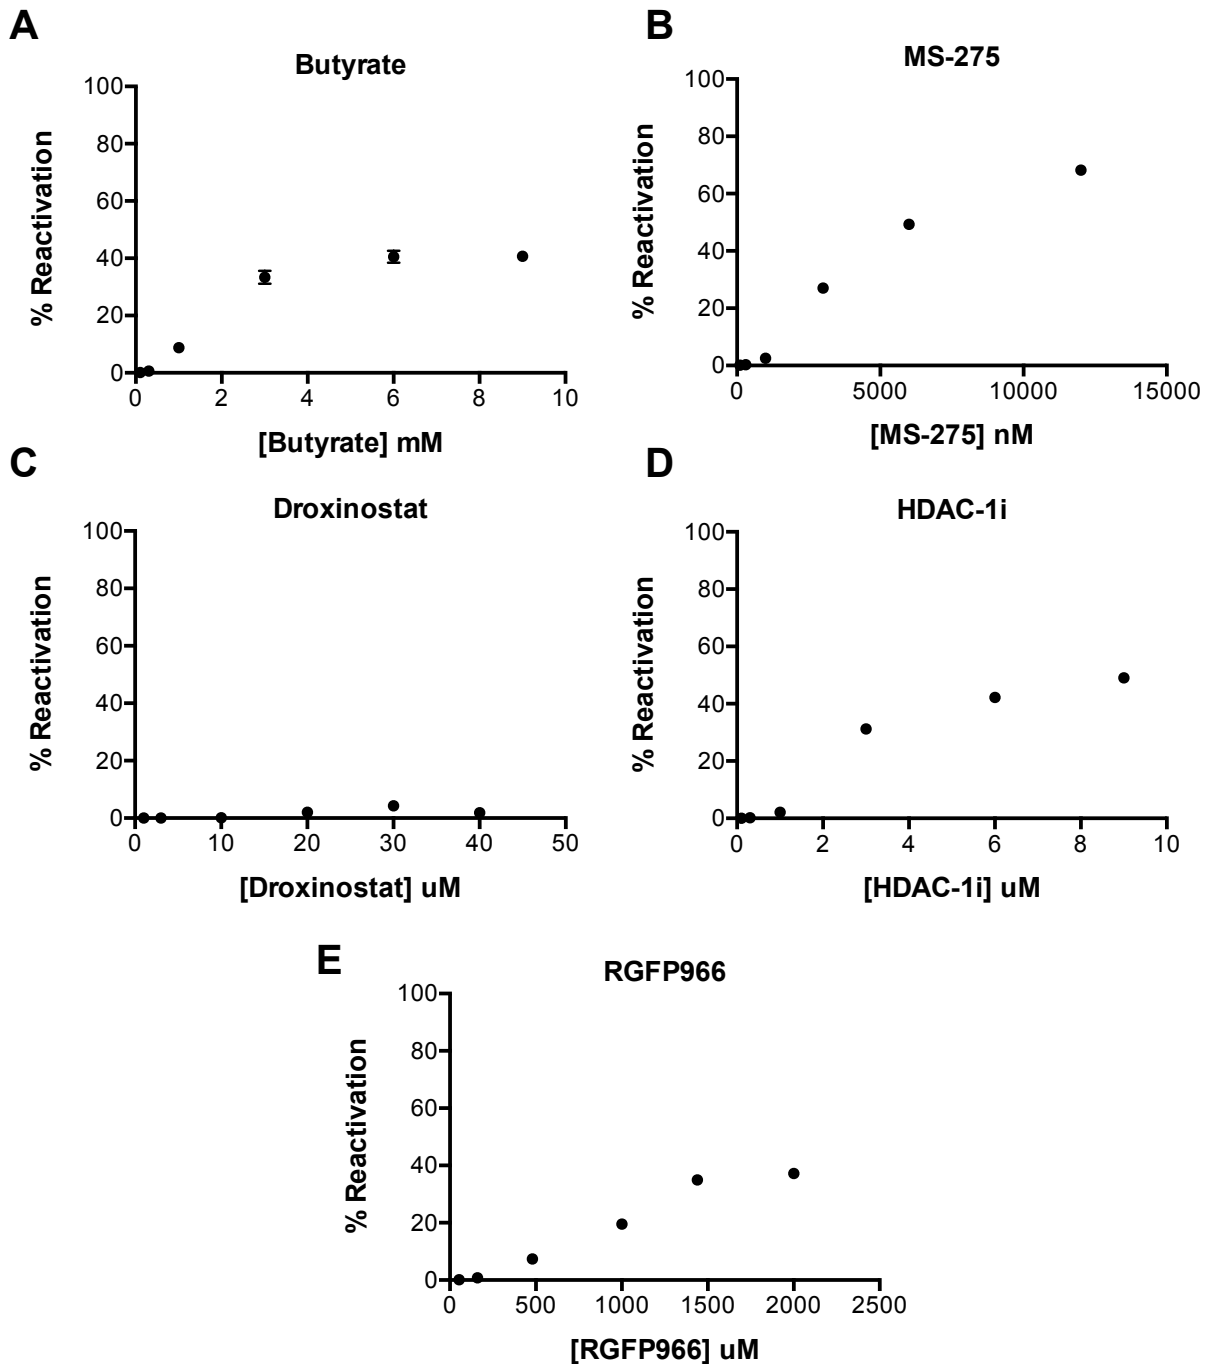 A
Butyrate
100
80
60
40
20
0
% Reactivation
0 2 4 6 8 10
[Butyrate] mM
B
MS-275
100
80
60
40
20
0
% Reactivation
0 5000 10000 15000
[MS-275] nM
C
Droxinostat
100
80
60
40
20
0
% Reactivation
0 10 20 30 40 50
[Droxinostat] uM
D
HDAC-1i
100
80
60
40
20
0
% Reactivation
0 2 4 6 8 10
[HDAC-1i] uM
E
RGFP966
100
80
60
40
20
0
% Reactivation
0 500 1000 1500 2000 2500
[RGFP966] uM